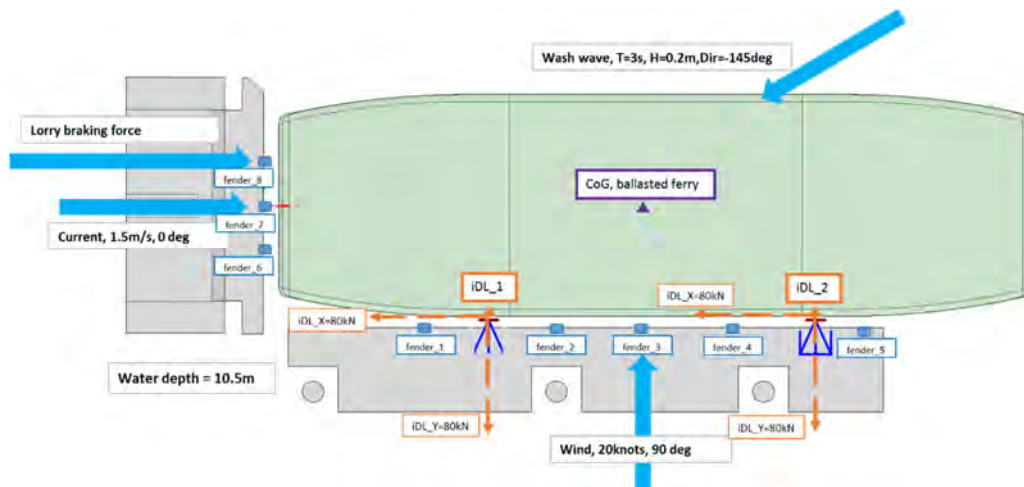 Wash wave, T=3s, H=0.2m,Dir=-145deg
Lorry braking force
fender_8
CoG, ballasted ferry
fender_7
Current, 1.5m/s, 0 deg
fender_6
iDL_1
iDL_2
iDL_X=80kN
iDL_X=80kN
fender_1
fender_2
fender_3
fender_4
fender_5
Water depth = 10.5m
iDL_Y=80kN
iDL_Y=80kN
Wind, 20knots, 90 deg